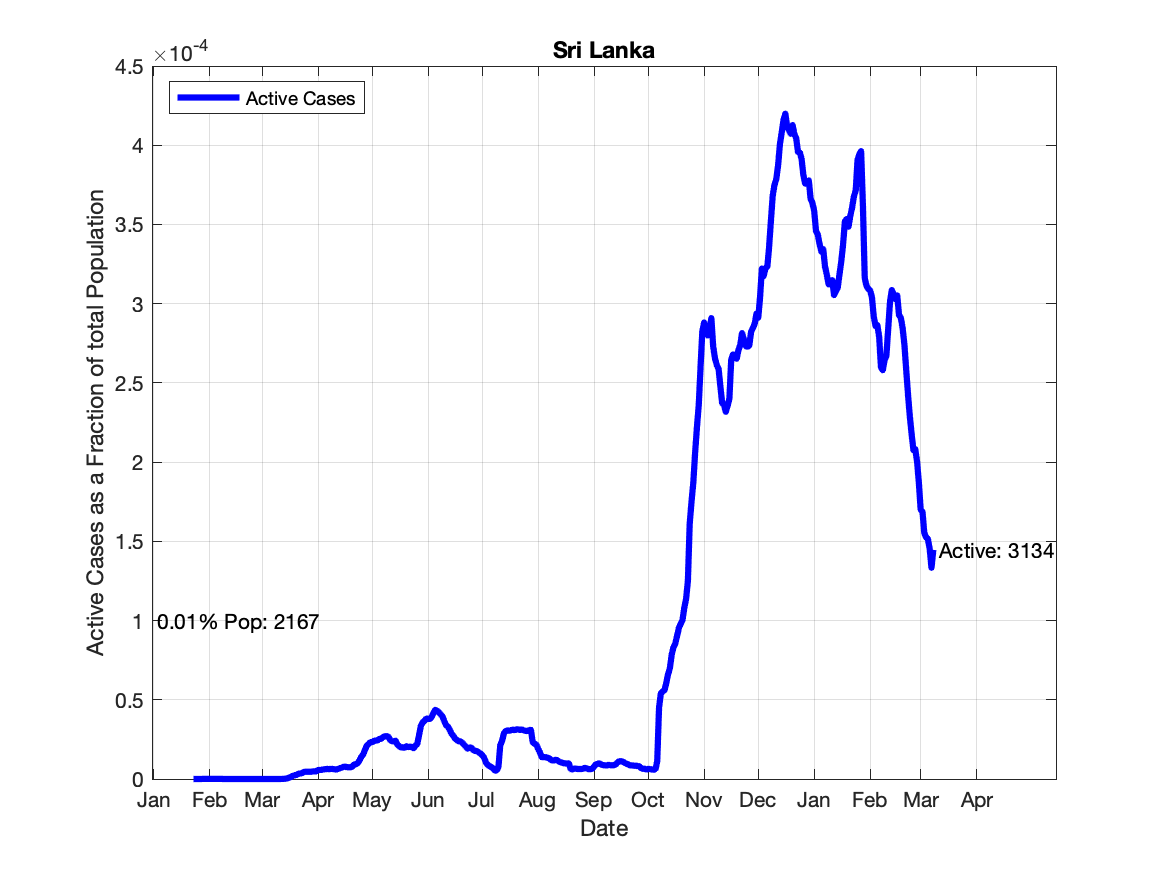 Sri Lanka
×10-4
4.5
4
3.5
3
2.5
2
1.5
1
0.5
0
Active Cases
Active Cases as a Fraction of total Population
0.01% Pop: 2167
Active: 3134
Jan Feb Mar Apr May Jun Jul Aug Sep Oct Nov Dec Jan Feb Mar Apr
Date